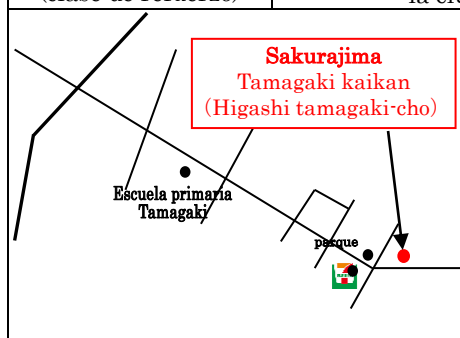 Sakurajima
Tamagaki kaikan
(Higashi tamagaki-cho)
Escuela primaria
Tamagaki
parque